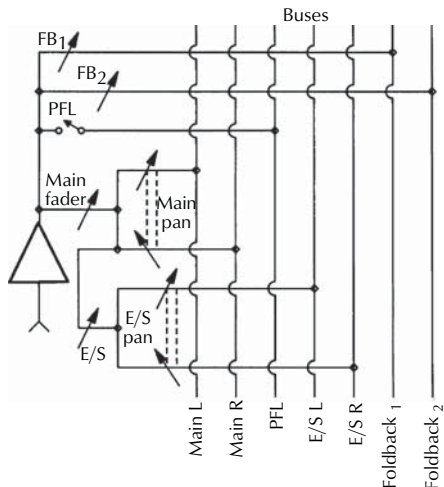 Buses
FB1
FB2
PFL
Main
fader
Main
pan
E/S
pan
E/S
Main L
Main R
PFL
E/S L
E/S R
Foldback 1
Foldback 2